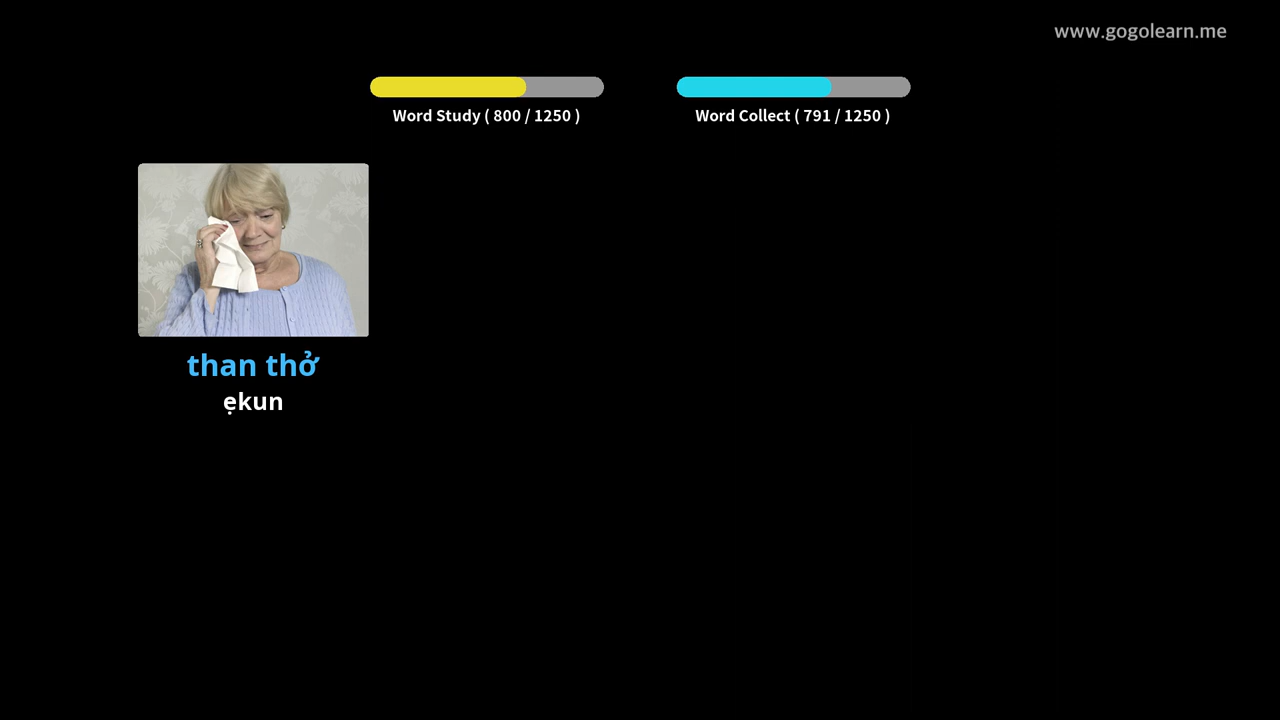 www.gogolearn.me
Word Study ( 800 / 1250 )
Word Collect ( 791 / 1250 )
than thở
ẹkun